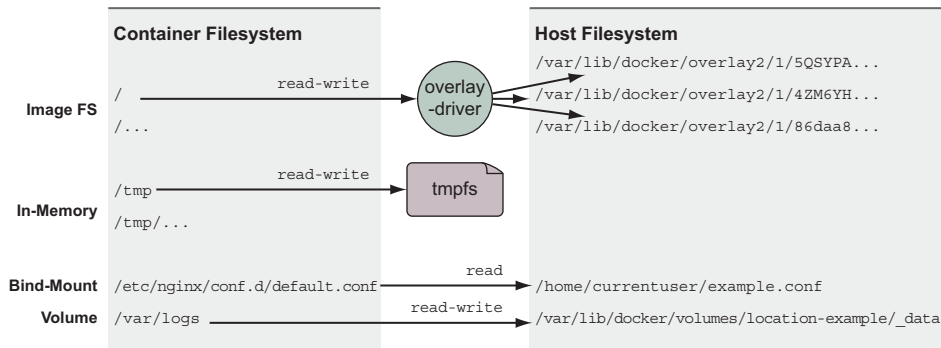 Container Filesystem
Host Filesystem
/var/lib/docker/overlay2/1/5QSYPA...
Image FS
/
read-write
overlay
-driver
/var/lib/docker/overlay2/1/4ZM6YH...
/...
/var/lib/docker/overlay2/1/86daa8...
In-Memory
/tmp
read-write
tmpfs
/tmp/...
Bind-Mount
/etc/nginx/conf.d/default.conf
read
/home/currentuser/example.conf
Volume
/var/logs
read-write
/var/lib/docker/volumes/location-example/_data